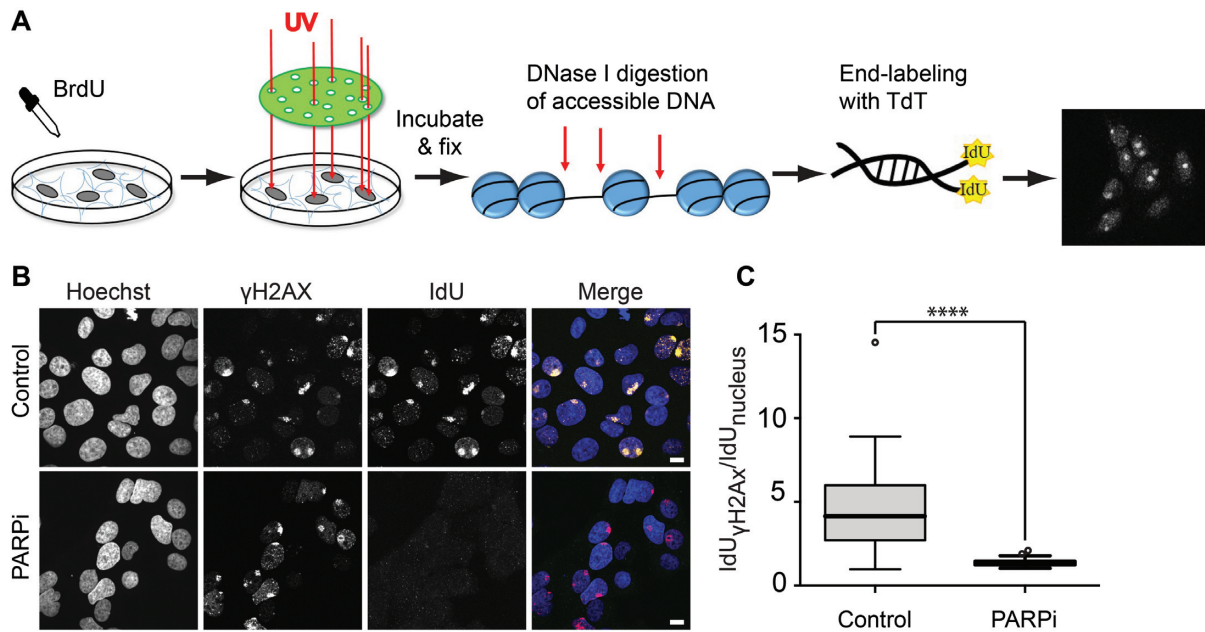 A
UV
BrdU
Incubate
& fix
DNase I digestion
of accessible DNA
End-labeling
with TdT
IdU
IdU
B
Hoechst
γH2AX
IdU
Merge
Control
PARPi
C
****
15
10
5
0
IdUγH2Ax/IdUnucleus
Control
PARPi